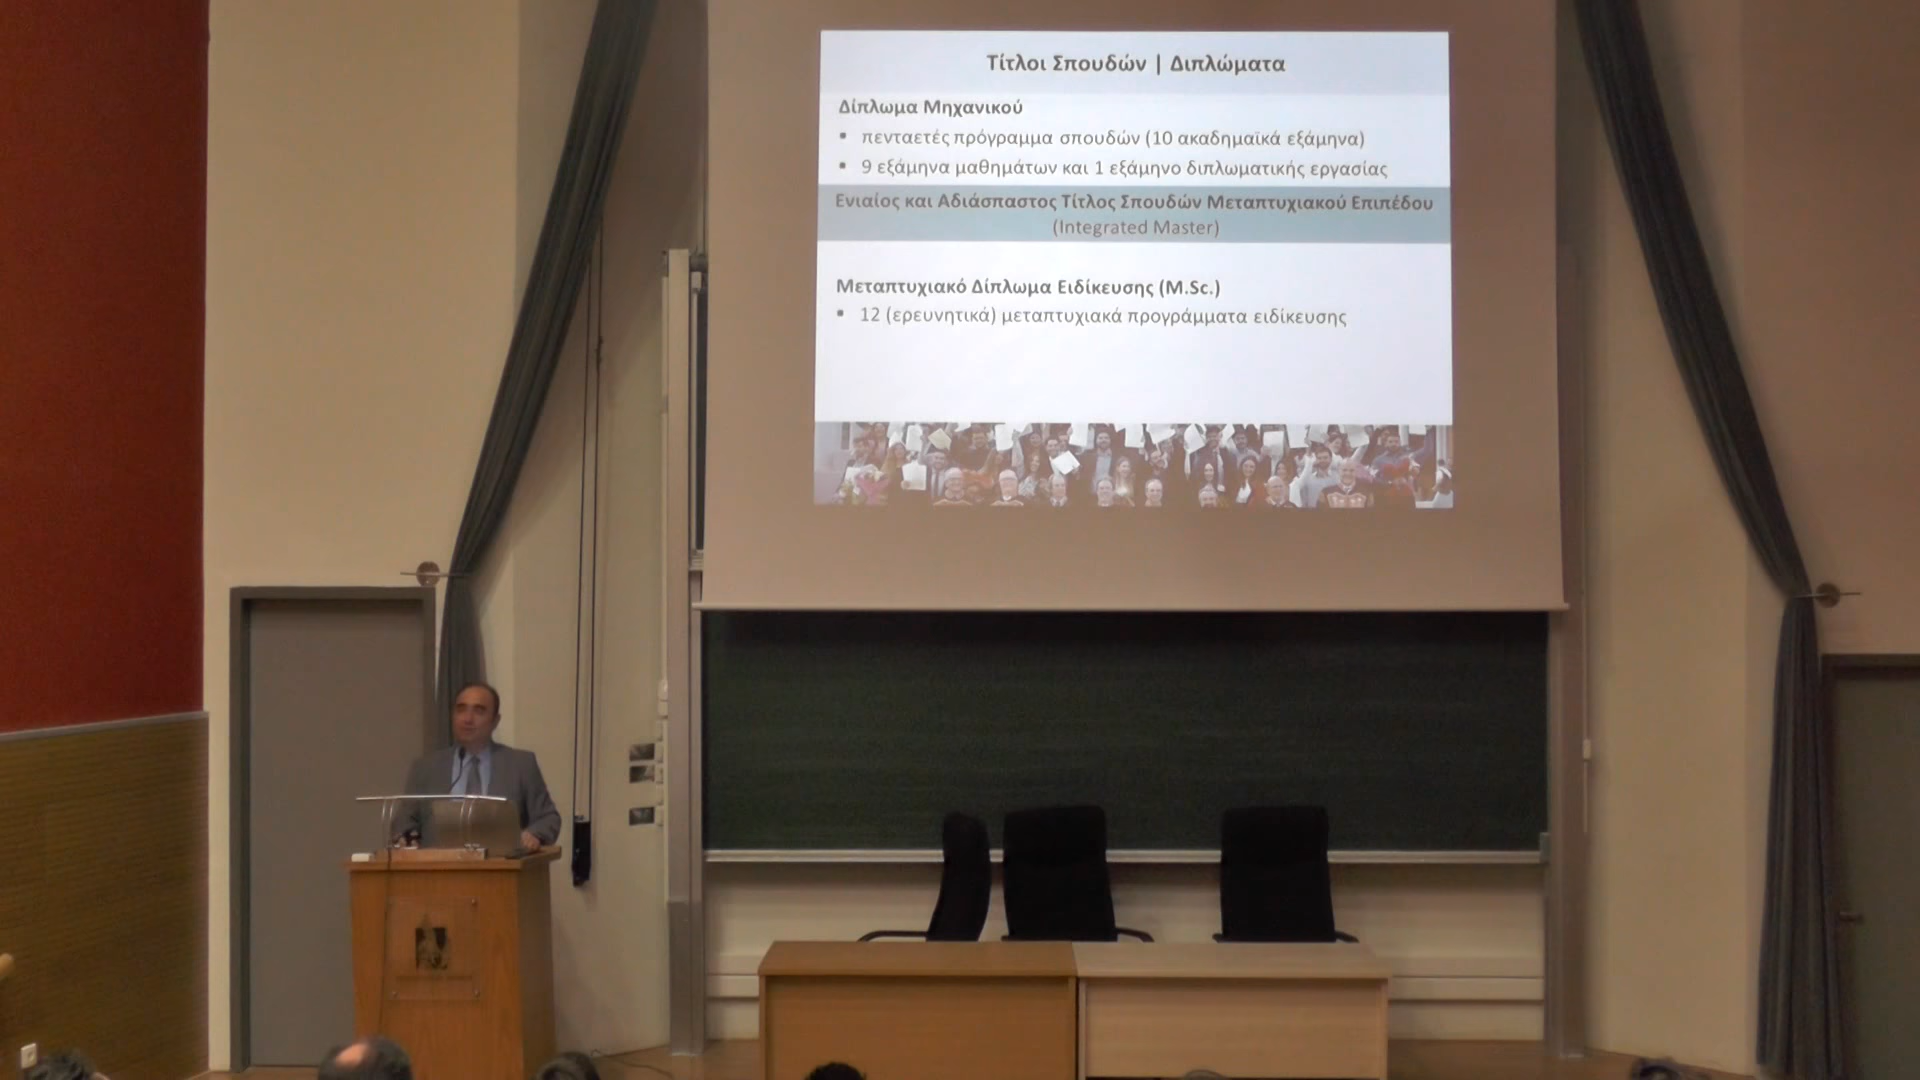 Τίτλοι Σπουδών | Διπλώματα
Δίπλωμα Μηχανικού
▪ πενταετές πρόγραμμα σπουδών (10 ακαδημαϊκά εξάμηνα)
▪ 9 εξάμηνα μαθημάτων και 1 εξάμηνο διπλωματικής εργασίας
Ενιαίος και Αδιάσπαστος Τίτλος Σπουδών Μεταπτυχιακού Επιπέδου
(Integrated Master)
Μεταπτυχιακό Δίπλωμα Ειδίκευσης (M.Sc.)
▪ 12 (ερευνητικά) μεταπτυχιακά προγράμματα ειδίκευσης